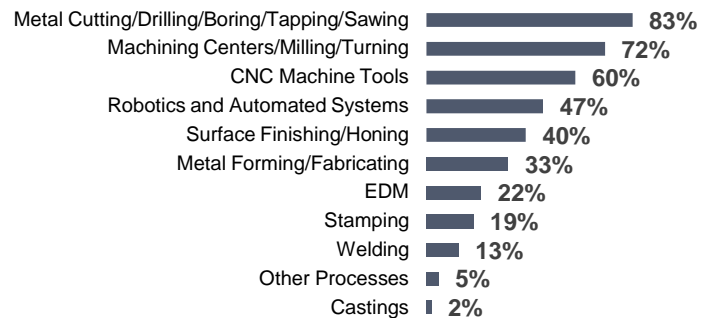 Metal Cutting/Drilling/Boring/Tapping/Sawing 83%
Machining Centers/Milling/Turning 72%
CNC Machine Tools 60%
Robotics and Automated Systems 47%
Surface Finishing/Honing 40%
Metal Forming/Fabricating 33%
EDM 22%
Stamping 19%
Welding 13%
Other Processes 5%
Castings 2%